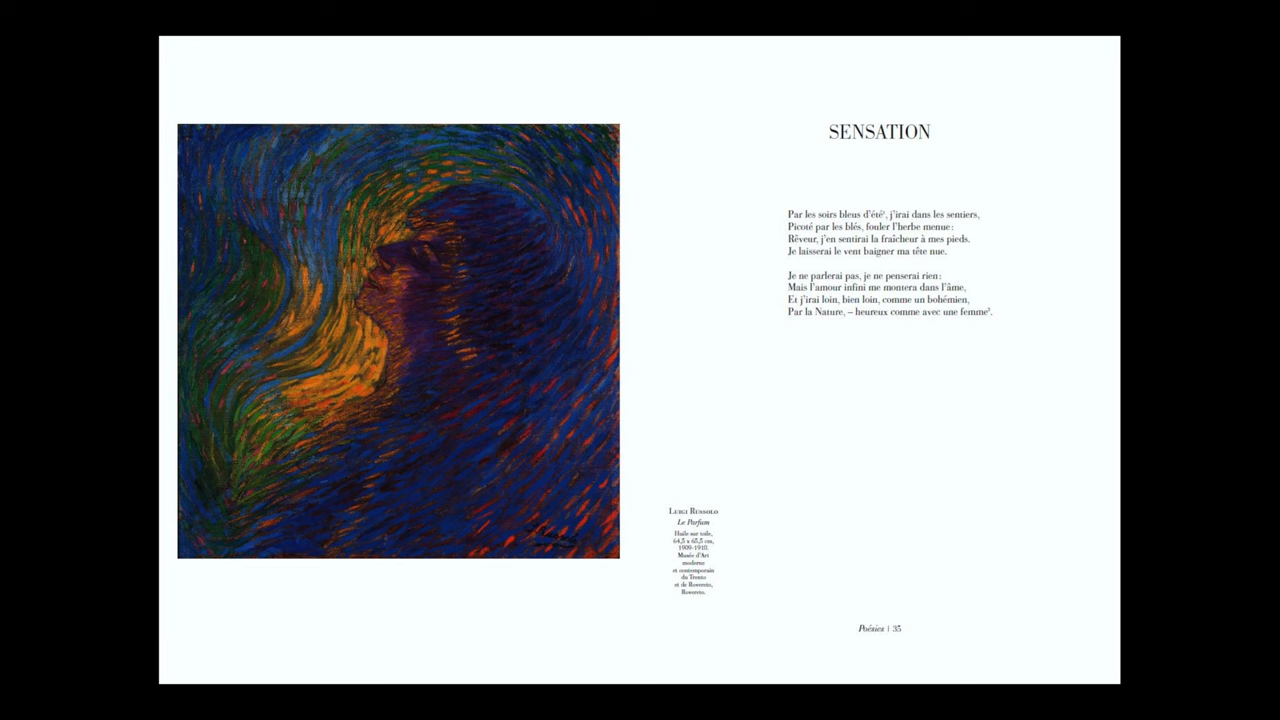 SENSATION
Par les soirs bleus d'été¹, j'irai dans les sentiers,
Picoté par les blés, fouler l'herbe menue :
Rêveur, j'en sentirai la fraîcheur à mes pieds.
Je laisserai le vent baigner ma tête nue.
Je ne parlerai pas, je ne penserai rien :
Mais l'amour infini me montera dans l'âme,
Et j'irai loin, bien loin, comme un bohémien,
Par la Nature, – heureux comme avec une femme².
Luigi Russolo
Le Parfum
Huile sur toile,
64,5 x 65,5 cm,
1909-1910.
Musée d'Art
moderne
et contemporain
du Trento
et de Rovereto,
Rovereto.
Poésies | 35